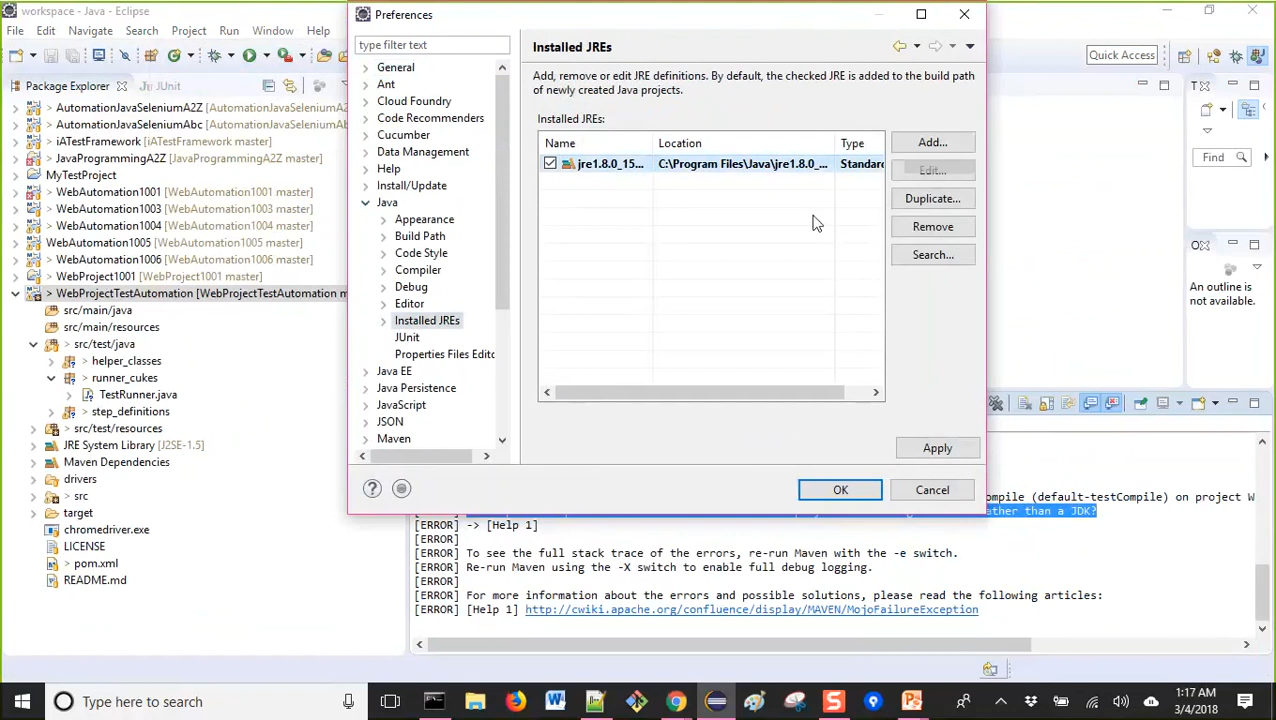 workspace - Java - Eclipse
File Edit Navigate Search Project Run Window Help
Quick Access
Package Explorer JUnit
> AutomationJavaSeleniumA2Z [AutomationJavaSeleniumA2Z
> AutomationJavaSeleniumAbc [AutomationJavaSeleniumAbc
> iATestFramework [iATestFramework master]
> JavaProgrammingA2Z [JavaProgrammingA2Z master]
MyTestProject
> WebAutomation1001 [WebAutomation1001 master]
> WebAutomation1003 [WebAutomation1003 master]
> WebAutomation1004 [WebAutomation1004 master]
WebAutomation1005 [WebAutomation1005 master]
> WebAutomation1006 [WebAutomation1006 master]
> WebProject1001 [WebProject1001 master]
> WebProjectTestAutomation [WebProjectTestAutomation m
src/main/java
src/main/resources
> src/test/java
> helper_classes
> runner_cukes
> TestRunner.java
> step_definitions
> src/test/resources
JRE System Library [J2SE-1.5]
Maven Dependencies
drivers
> src
target
chromedriver.exe
LICENSE
> pom.xml
README.md
Preferences
type filter text
General
Ant
Cloud Foundry
Code Recommenders
Cucumber
Data Management
Help
Install/Update
Java
Appearance
Build Path
Code Style
Compiler
Debug
Editor
Installed JREs
JUnit
Properties Files Edito
Java EE
Java Persistence
JavaScript
JSON
Maven
Installed JREs
Add, remove or edit JRE definitions. By default, the checked JRE is added to the build path
of newly created Java projects.
Installed JREs:
Name Location Type
jre1.8.0_15... C:\Program Files\Java\jre1.8.0_... Standard
Add...
Edit...
Duplicate...
Remove
Search...
Apply
OK Cancel
Find
An outline is
not available.
ompile (default-testCompile) on project W
ather than a JDK?
[ERROR] -> [Help 1]
[ERROR]
[ERROR] To see the full stack trace of the errors, re-run Maven with the -e switch.
[ERROR] Re-run Maven using the -X switch to enable full debug logging.
[ERROR]
[ERROR] For more information about the errors and possible solutions, please read the following articles:
[ERROR] [Help 1] http://cwiki.apache.org/confluence/display/MAVEN/MojoFailureException
Type here to search
1:17 AM
3/4/2018